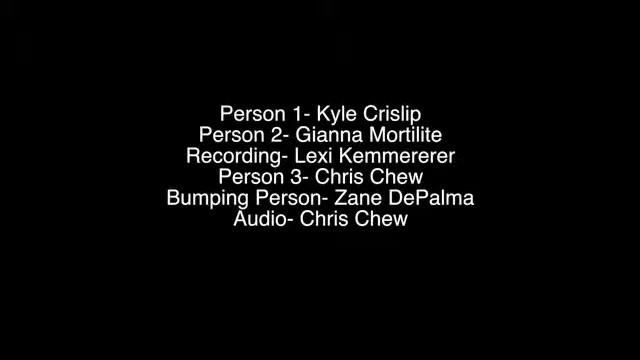 Person 1- Kyle Crislip
Person 2- Gianna Mortilite
Recording- Lexi Kemmererer
Person 3- Chris Chew
Bumping Person- Zane DePalma
Audio- Chris Chew